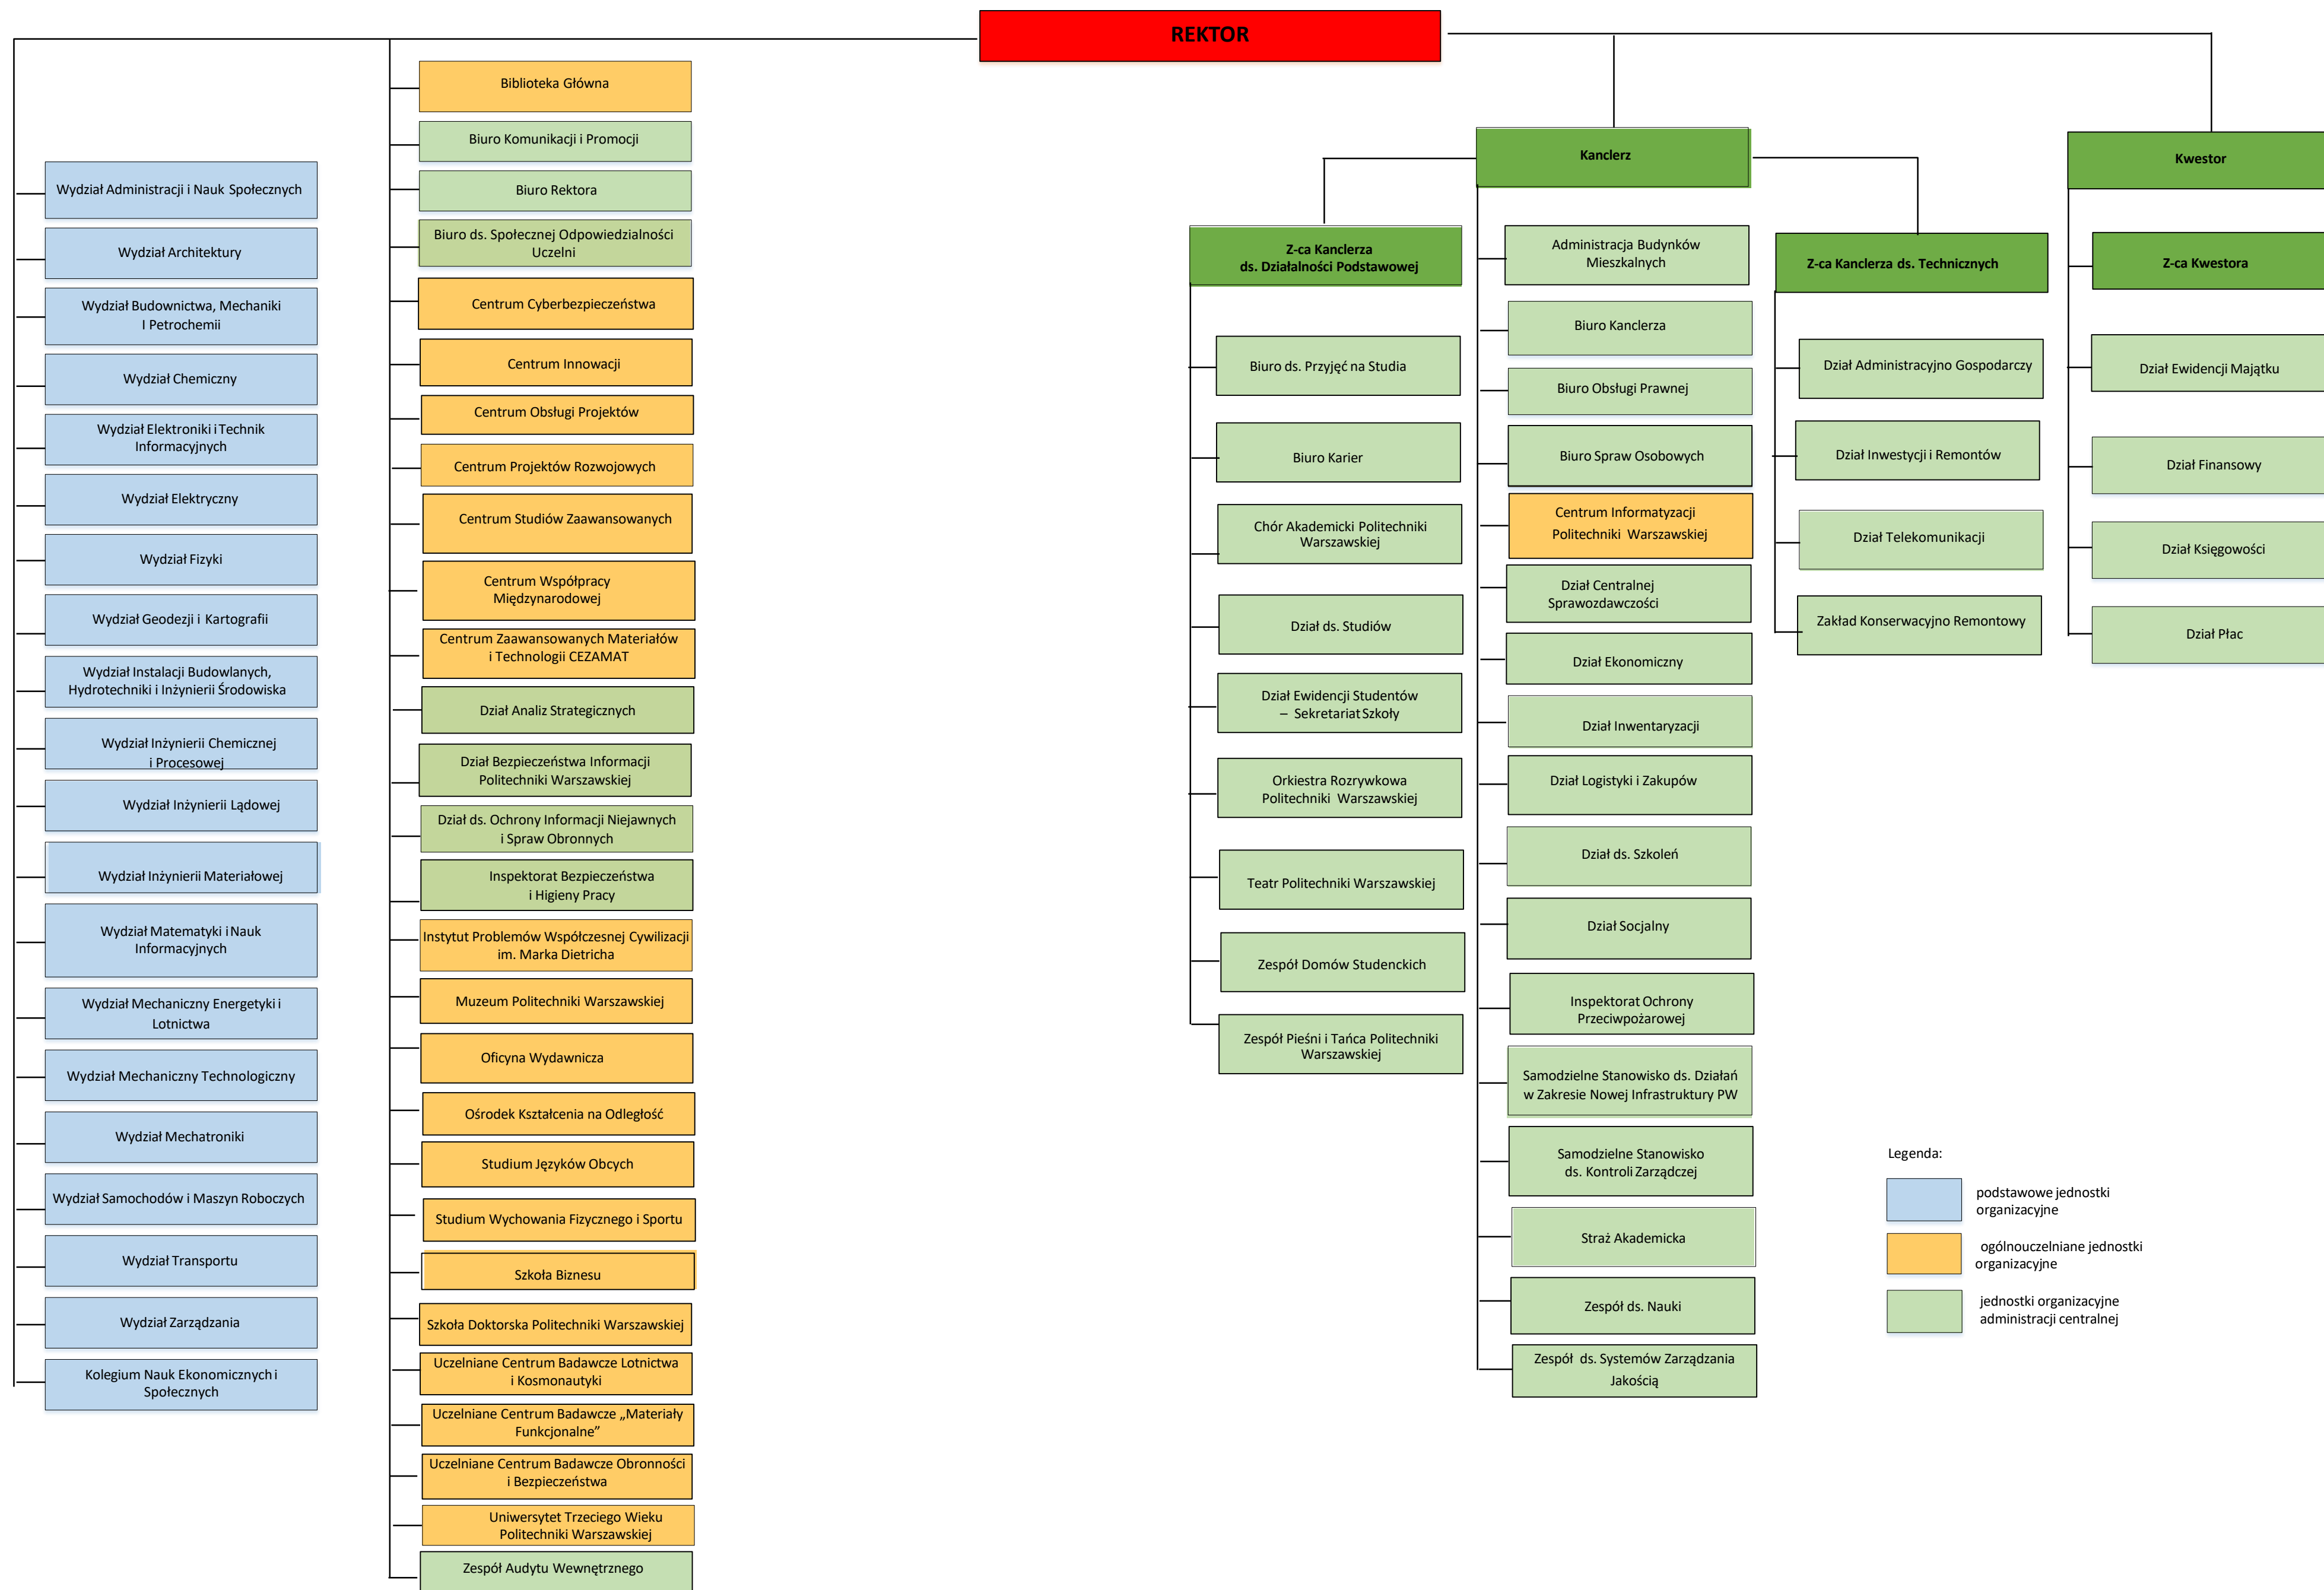 REKTOR
Biblioteka Główna
Biuro Komunikacji i Promocji
Biuro Rektora
Biuro ds. Społecznej Odpowiedzialności
Uczelni
Centrum Cyberbezpieczeństwa
Centrum Innowacji
Centrum Obsługi Projektów
Centrum Projektów Rozwojowych
Centrum Studiów Zaawansowanych
Centrum Współpracy
Międzynarodowej
Centrum Zaawansowanych Materiałów
i Technologii CEZAMAT
Dział Analiz Strategicznych
Dział Bezpieczeństwa Informacji
Politechniki Warszawskiej
Dział ds. Ochrony Informacji Niejawnych
i Spraw Obronnych
Inspektorat Bezpieczeństwa
i Higieny Pracy
Instytut Problemów Współczesnej Cywilizacji
im. Marka Dietricha
Muzeum Politechniki Warszawskiej
Oficyna Wydawnicza
Ośrodek Kształcenia na Odległość
Studium Języków Obcych
Studium Wychowania Fizycznego i Sportu
Szkoła Biznesu
Szkoła Doktorska Politechniki Warszawskiej
Uczelniane Centrum Badawcze Lotnictwa
i Kosmonautyki
Uczelniane Centrum Badawcze „Materiały
Funkcjonalne”
Uczelniane Centrum Badawcze Obronności
i Bezpieczeństwa
Uniwersytet Trzeciego Wieku
Politechniki Warszawskiej
Zespół Audytu Wewnętrznego
Wydział Administracji i Nauk Społecznych
Wydział Architektury
Wydział Budownictwa, Mechaniki
I Petrochemii
Wydział Chemiczny
Wydział Elektroniki i Technik
Informacyjnych
Wydział Elektryczny
Wydział Fizyki
Wydział Geodezji i Kartografii
Wydział Instalacji Budowlanych,
Hydrotechniki i Inżynierii Środowiska
Wydział Inżynierii Chemicznej
i Procesowej
Wydział Inżynierii Lądowej
Wydział Inżynierii Materiałowej
Wydział Matematyki i Nauk
Informacyjnych
Wydział Mechaniczny Energetyki i
Lotnictwa
Wydział Mechaniczny Technologiczny
Wydział Mechatroniki
Wydział Samochodów i Maszyn Roboczych
Wydział Transportu
Wydział Zarządzania
Kolegium Nauk Ekonomicznych i
Społecznych
Kanclerz
Z-ca Kanclerza
ds. Działalności Podstawowej
Biuro ds. Przyjęć na Studia
Biuro Karier
Chór Akademicki Politechniki
Warszawskiej
Dział ds. Studiów
Dział Ewidencji Studentów
– Sekretariat Szkoły
Orkiestra Rozrywkowa
Politechniki Warszawskiej
Teatr Politechniki Warszawskiej
Zespół Domów Studenckich
Zespół Pieśni i Tańca Politechniki
Warszawskiej
Administracja Budynków
Mieszkalnych
Biuro Kanclerza
Biuro Obsługi Prawnej
Biuro Spraw Osobowych
Centrum Informatyzacji
Politechniki Warszawskiej
Dział Centralnej
Sprawozdawczości
Dział Ekonomiczny
Dział Inwentaryzacji
Dział Logistyki i Zakupów
Dział ds. Szkoleń
Dział Socjalny
Inspektorat Ochrony
Przeciwpożarowej
Samodzielne Stanowisko ds. Działań
w Zakresie Nowej Infrastruktury PW
Samodzielne Stanowisko
ds. Kontroli Zarządczej
Straż Akademicka
Zespół ds. Nauki
Zespół ds. Systemów Zarządzania
Jakością
Z-ca Kanclerza ds. Technicznych
Dział Administracyjno Gospodarczy
Dział Inwestycji i Remontów
Dział Telekomunikacji
Zakład Konserwacyjno Remontowy
Kwestor
Z-ca Kwestora
Dział Ewidencji Majątku
Dział Finansowy
Dział Księgowości
Dział Płac
Legenda:
podstawowe jednostki
organizacyjne
ogólnouczelniane jednostki
organizacyjne
jednostki organizacyjne
administracji centralnej